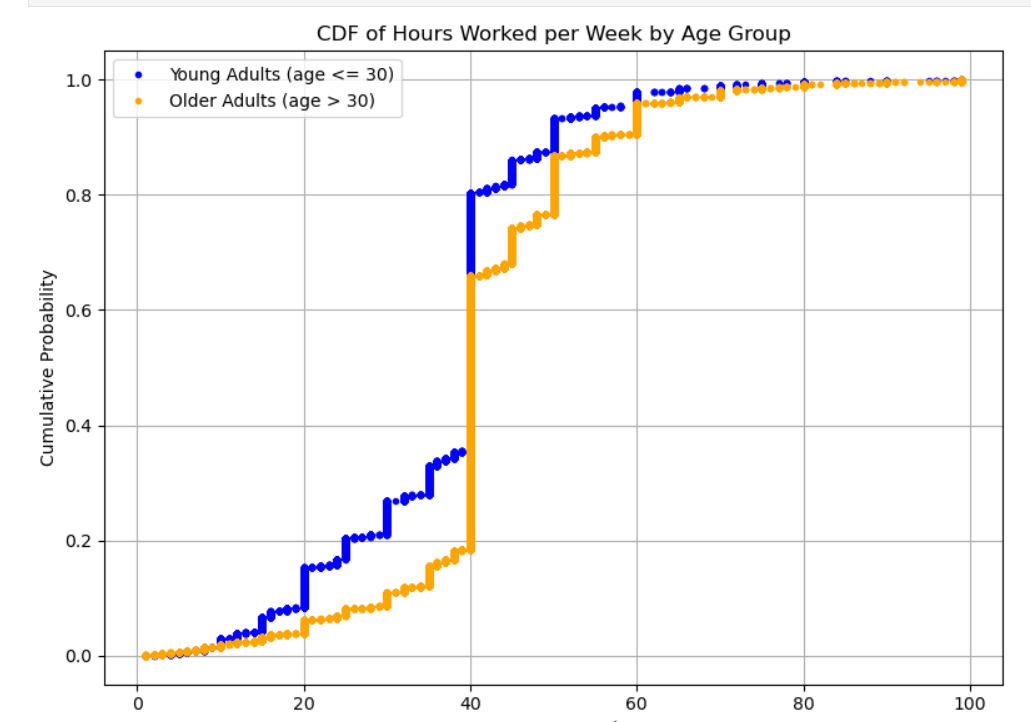 CDF of Hours Worked per Week by Age Group
Young Adults (age <= 30)
Older Adults (age > 30)
Cumulative Probability
1.0
0.8
0.6
0.4
0.2
0.0
0 20 40 60 80 100